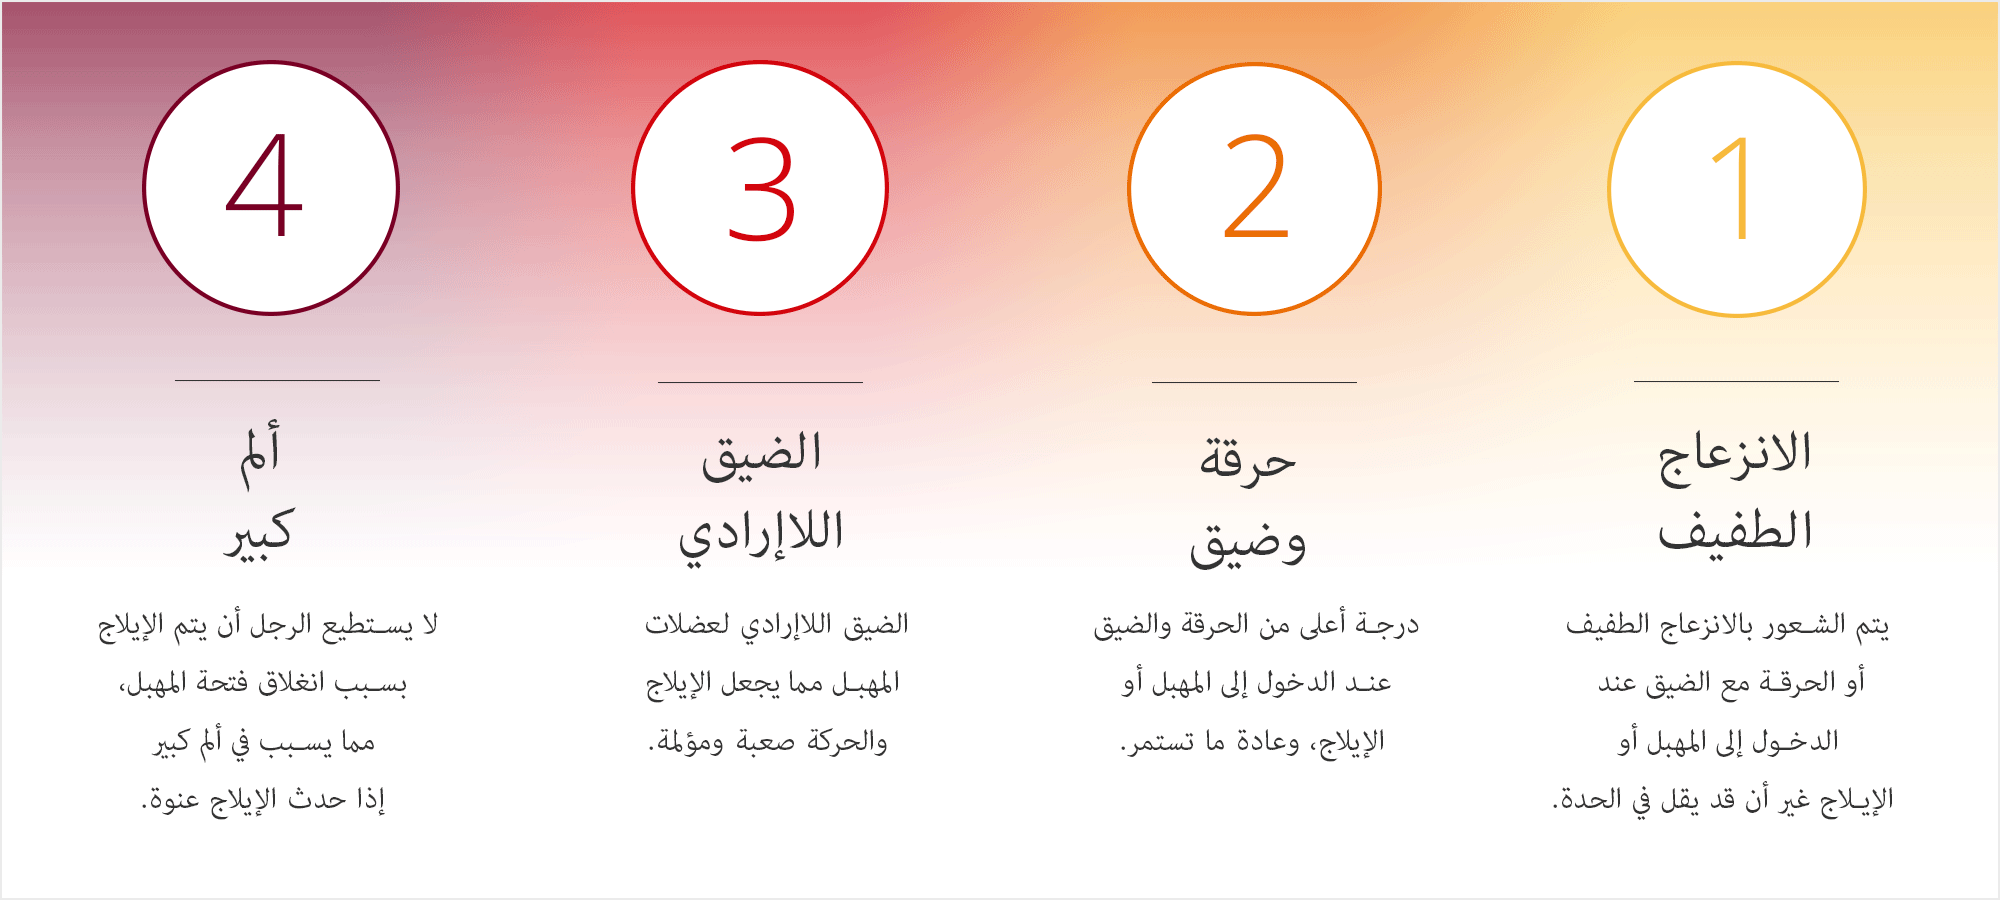 1
الانزعاج
الطفيف
يتم الشعور بالانزعاج الطفيف
أو الحرقة مع الضيق عند
الدخول إلى المهبل أو
الإيلاج غير أن قد يقل في الحدة.
2
حرقة
وضيق
درجة أعلى من الحرقة والضيق
عند الدخول إلى المهبل أو
الإيلاج، وعادة ما تستمر.
3
الضيق
اللاإرادي
الضيق اللاإرادي لعضلات
المهبل مما يجعل الإيلاج
والحركة صعبة ومؤلمة.
4
ألم
كبير
لا يستطيع الرجل أن يتم الإيلاج
بسبب انغلاق فتحة المهبل،
مما يسبب في ألم كبير
إذا حدث الإيلاج عنوة.